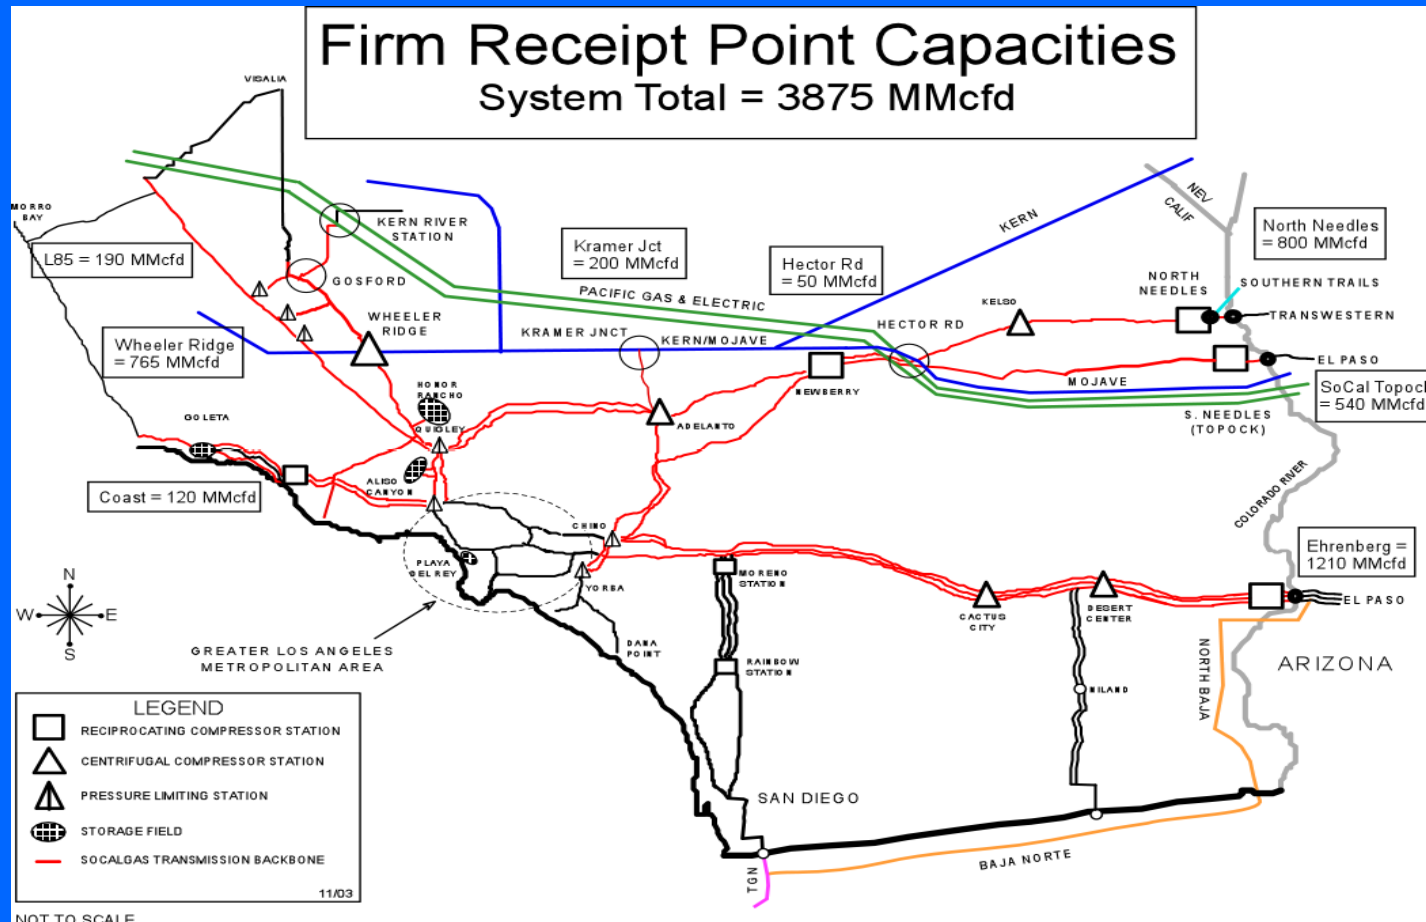 Firm Receipt Point Capacities
System Total = 3875 MMcfd
VISALIA
MORRO
BAY
L85 = 190 MMcfd
KERN RIVER
STATION
GOSFORD
Wheeler Ridge
= 765 MMcfd
WHEELER
RIDGE
Kramer Jct
= 200 MMcfd
PACIFIC GAS & ELECTRIC
KRAMER JNCT
KERN/MOJAVE
Hector Rd
= 50 MMcfd
HECTOR RD
KERN
NEV
CALIF
North Needles
= 800 MMcfd
NORTH
NEEDLES
SOUTHERN TRAILS
TRANSWESTERN
KELSO
EL PASO
MOJAVE
SoCal Topock
= 540 MMcfd
S. NEEDLES
(TOPOCK)
NEWBERRY
ADELANTO
HONOR
RANCHO
QUIGLEY
GOLETA
ALISO
CANYON
Coast = 120 MMcfd
COLORADO RIVER
CHINO
PLAYA
DEL REY
YORBA
MORENO
STATION
Ehrenberg =
1210 MMcfd
EL PASO
CACTUS
CITY
DESERT
CENTER
N
W
E
S
GREATER LOS ANGELES
METROPOLITAN AREA
DANA
POINT
RAINBOW
STATION
NILAND
NORTH BAJA
ARIZONA
SAN DIEGO
BAJA NORTE
TGN
LEGEND
RECIPROCATING COMPRESSOR STATION
CENTRIFUGAL COMPRESSOR STATION
PRESSURE LIMITING STATION
STORAGE FIELD
SOCALGAS TRANSMISSION BACKBONE
11/03
NOT TO SCALE